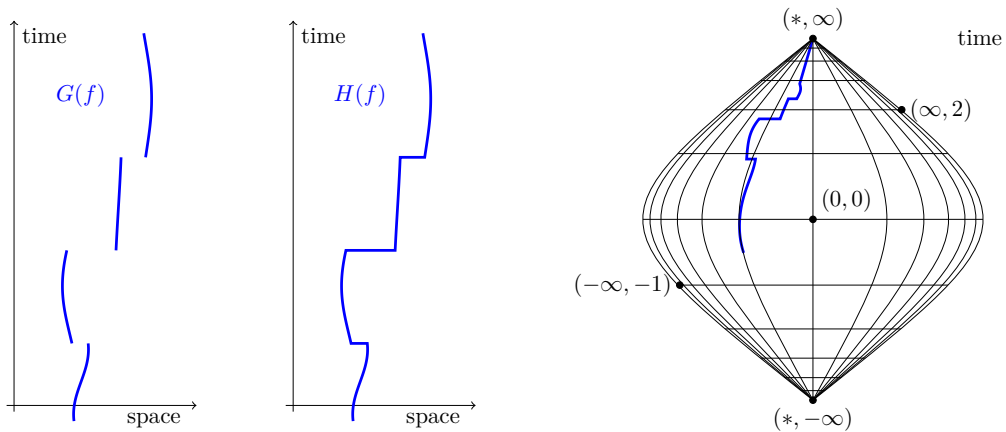 time
G(f)
space
time
H(f)
space
(*, ∞)
time
(∞, 2)
(0, 0)
(-∞, -1)
(*, -∞)